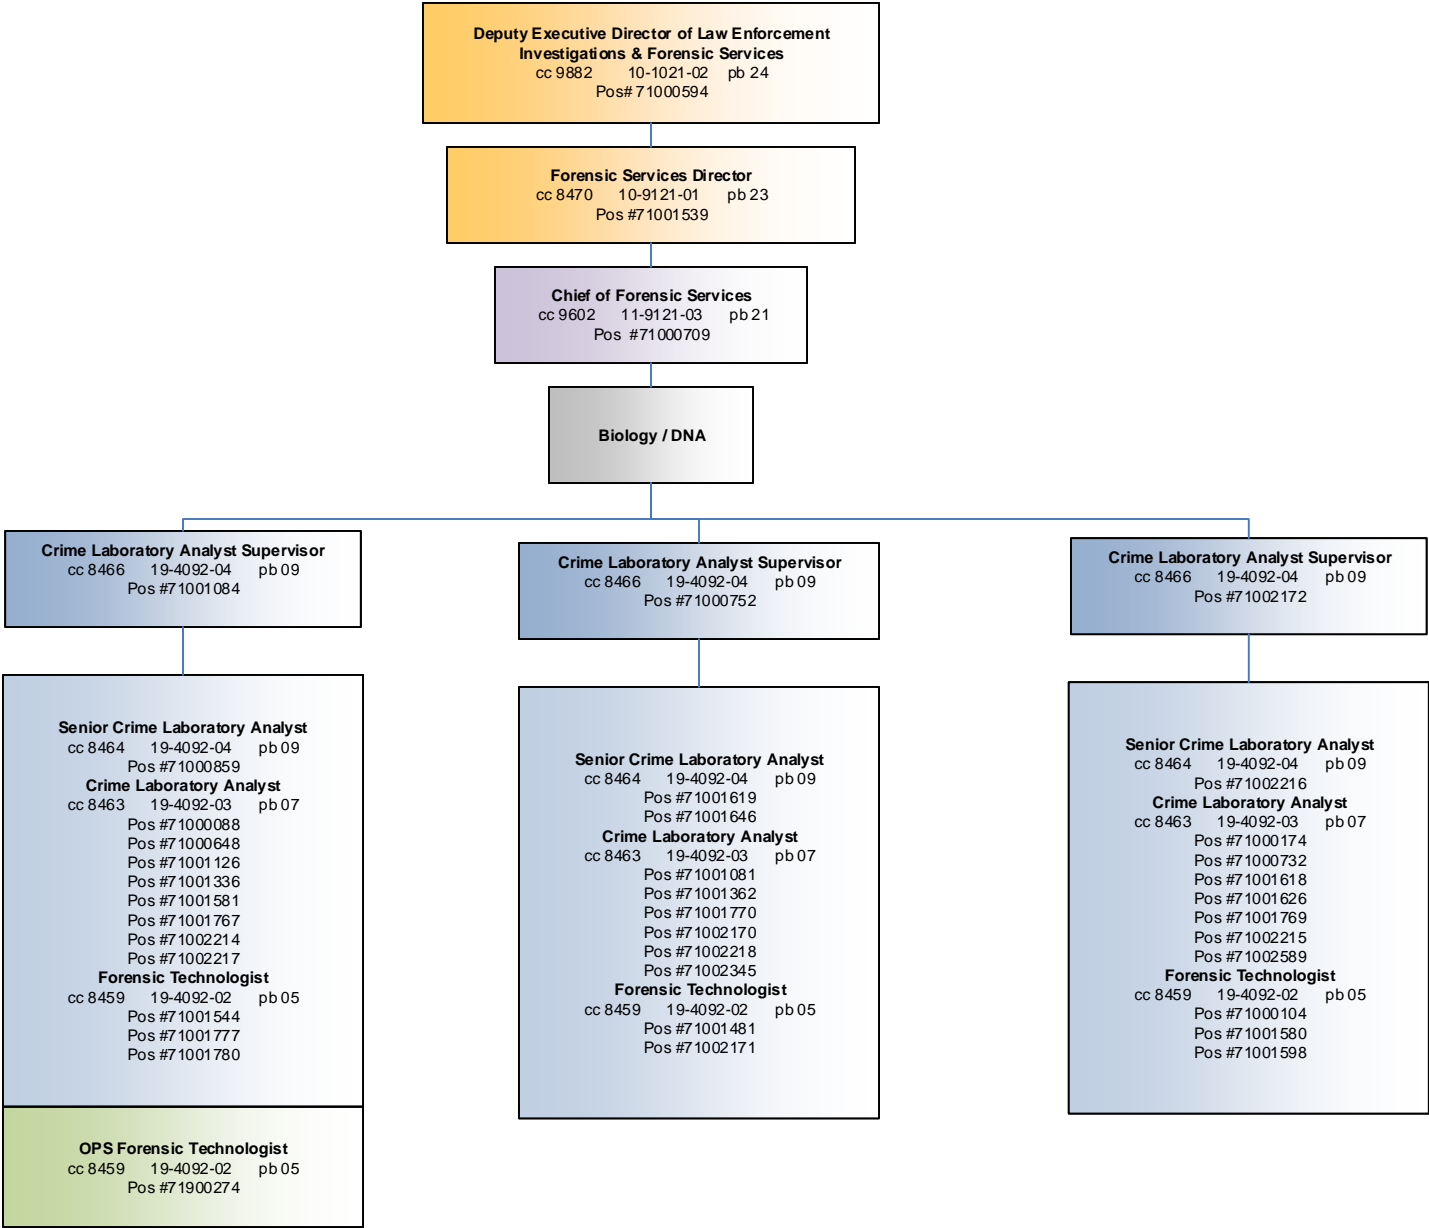 Deputy Executive Director of Law Enforcement
Investigations & Forensic Services
cc 9882 10-1021-02 pb 24
Pos# 71000594
Forensic Services Director
cc 8470 10-9121-01 pb 23
Pos #71001539
Chief of Forensic Services
cc 9602 11-9121-03 pb 21
Pos #71000709
Biology / DNA
Crime Laboratory Analyst Supervisor
cc 8466 19-4092-04 pb 09
Pos #71001084
Senior Crime Laboratory Analyst
cc 8464 19-4092-04 pb 09
Pos #71000859
Crime Laboratory Analyst
cc 8463 19-4092-03 pb 07
Pos #71000088
Pos #71000648
Pos #71001126
Pos #71001336
Pos #71001581
Pos #71001767
Pos #71002214
Pos #71002217
Forensic Technologist
cc 8459 19-4092-02 pb 05
Pos #71001544
Pos #71001777
Pos #71001780
OPS Forensic Technologist
cc 8459 19-4092-02 pb 05
Pos #71900274
Crime Laboratory Analyst Supervisor
cc 8466 19-4092-04 pb 09
Pos #71000752
Senior Crime Laboratory Analyst
cc 8464 19-4092-04 pb 09
Pos #71001619
Pos #71001646
Crime Laboratory Analyst
cc 8463 19-4092-03 pb 07
Pos #71001081
Pos #71001362
Pos #71001770
Pos #71002170
Pos #71002218
Pos #71002345
Forensic Technologist
cc 8459 19-4092-02 pb 05
Pos #71001481
Pos #71002171
Crime Laboratory Analyst Supervisor
cc 8466 19-4092-04 pb 09
Pos #71002172
Senior Crime Laboratory Analyst
cc 8464 19-4092-04 pb 09
Pos #71002216
Crime Laboratory Analyst
cc 8463 19-4092-03 pb 07
Pos #71000174
Pos #71000732
Pos #71001618
Pos #71001626
Pos #71001769
Pos #71002215
Pos #71002589
Forensic Technologist
cc 8459 19-4092-02 pb 05
Pos #71000104
Pos #71001580
Pos #71001598